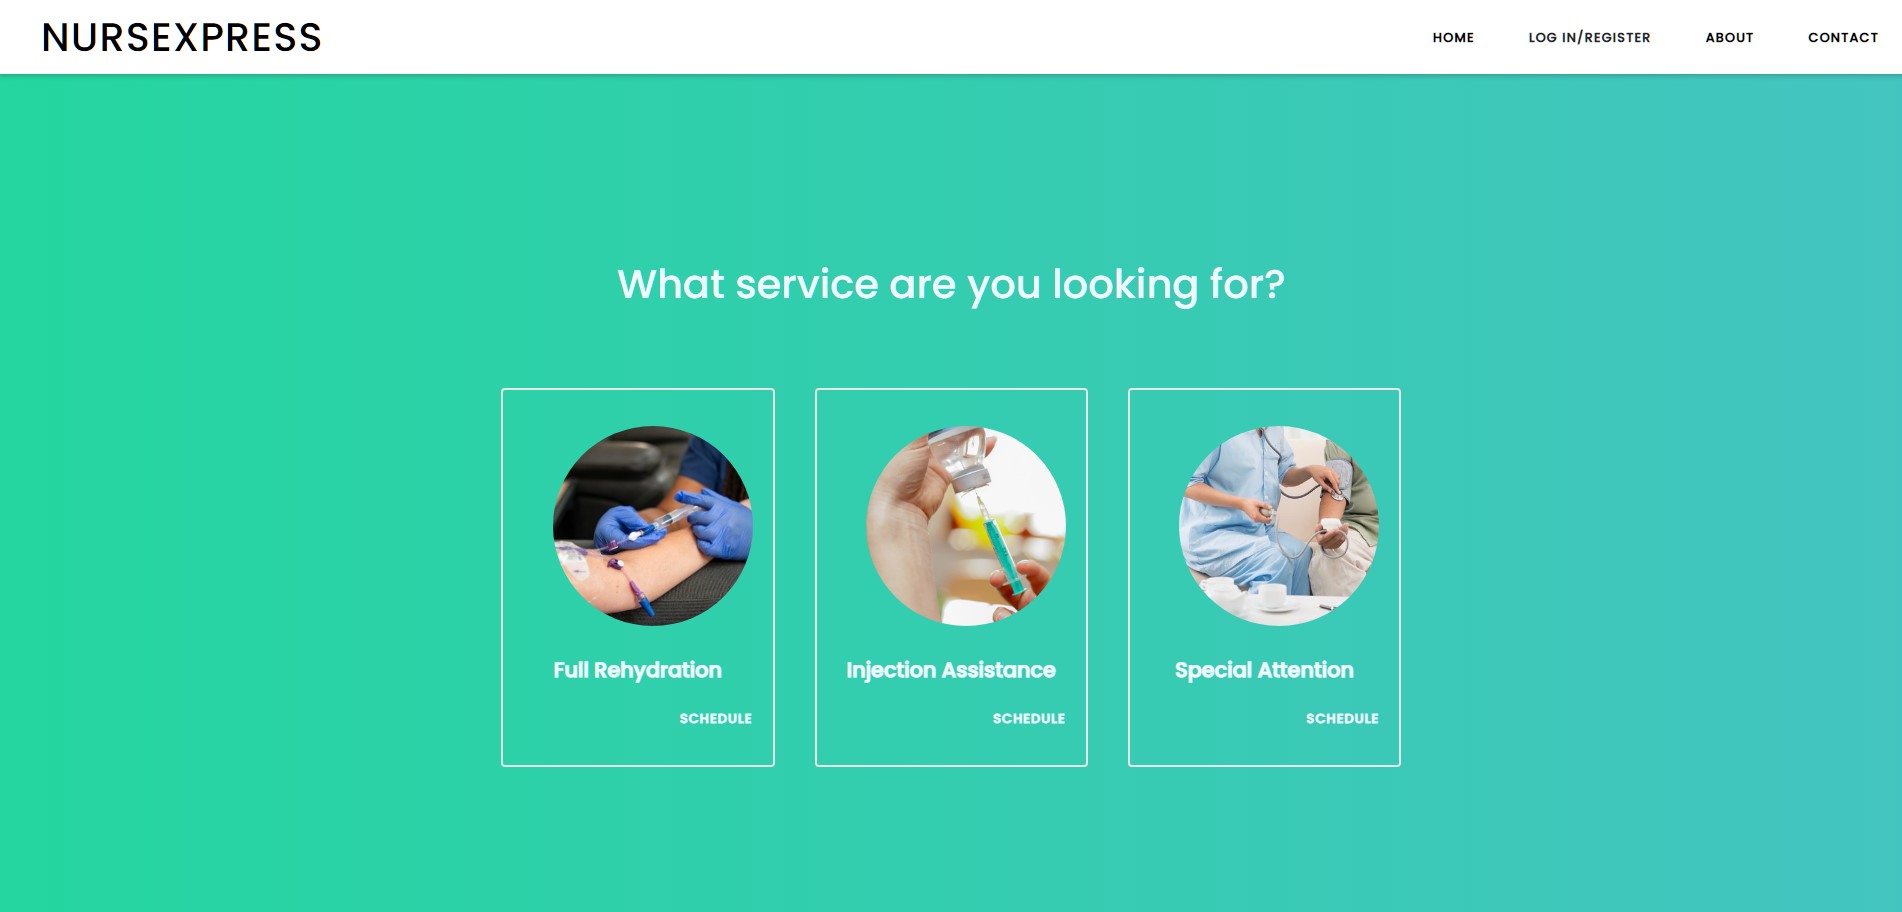 NURSEXPRESS
HOME
LOG IN/REGISTER
ABOUT
CONTACT
What service are you looking for?
Full Rehydration
SCHEDULE
Injection Assistance
SCHEDULE
Special Attention
SCHEDULE